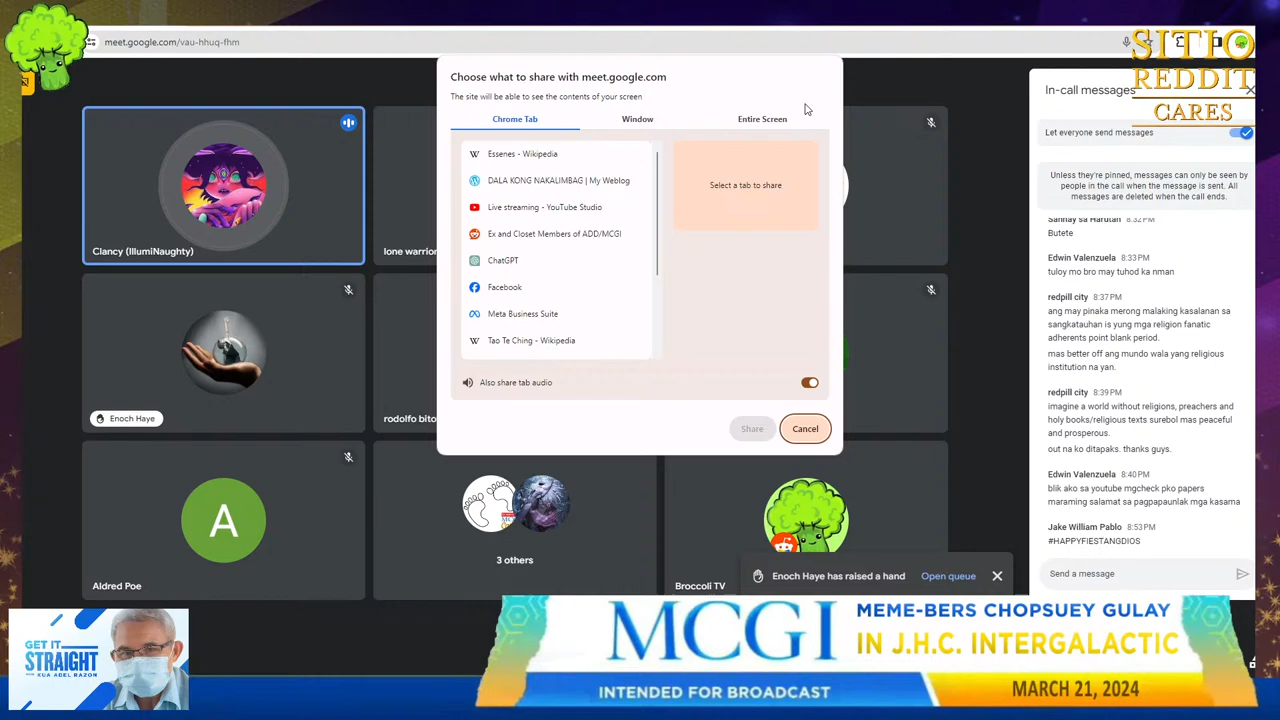 meet.google.com/vau-hhuq-fhm
SITIO
REDDIT
CARES
Choose what to share with meet.google.com
The site will be able to see the contents of your screen
Chrome Tab
Window
Entire Screen
Essenes - Wikipedia
DALA KONG NAKALIMBAG | My Weblog
Live streaming - YouTube Studio
Ex and Closet Members of ADD/MCGI
ChatGPT
Facebook
Meta Business Suite
Tao Te Ching - Wikipedia
Select a tab to share
Also share tab audio
Share
Cancel
Clancy (IllumiNaughty)
lone warrior
Enoch Haye
rodolfo bito
A
Aldred Poe
3 others
Broccoli TV
Enoch Haye has raised a hand
Open queue
In-call messages
Let everyone send messages
Unless they're pinned, messages can only be seen by
people in the call when the message is sent. All
messages are deleted when the call ends.
8:32 PM
Butete
Edwin Valenzuela 8:33 PM
tuloy mo bro may tuhod ka nman
redpill city 8:37 PM
ang may pinaka merong malaking kasalanan sa
sangkatauhan is yung mga religion fanatic
adherents point blank period.
mas better off ang mundo wala yang religious
institution na yan.
redpill city 8:39 PM
imagine a world without religions, preachers and
holy books/religious texts surebol mas peaceful
and prosperous.
out na ko ditapaks. thanks guys.
Edwin Valenzuela 8:40 PM
blik ako sa youtube mgcheck pko papers
maraming salamat sa pagpapaunlak mga kasama
Jake William Pablo 8:53 PM
#HAPPYFIESTANGDIOS
Send a message
GET IT
STRAIGHT
WITH KUA ADEL RAZON
MCGI
MEME-BERS CHOPSUEY GULAY
IN J.H.C. INTERGALACTIC
INTENDED FOR BROADCAST
MARCH 21, 2024